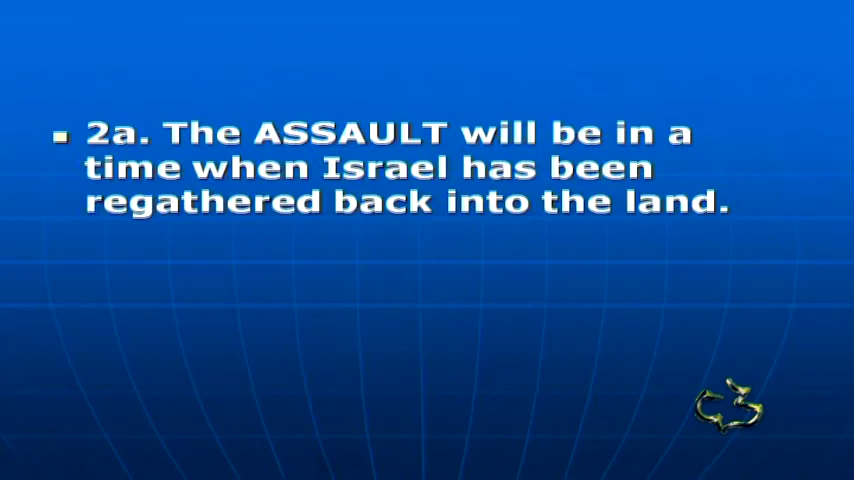 2a. The ASSAULT will be in a
time when Israel has been
regathered back into the land.